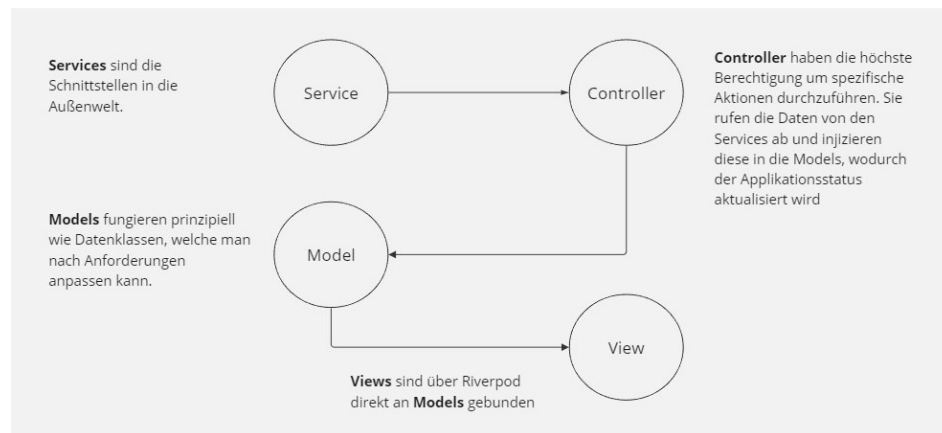 Services sind die
Schnittstellen in die
Außenwelt.
Service
Controller
Controller haben die höchste
Berechtigung um spezifische
Aktionen durchzuführen. Sie
rufen die Daten von den
Services ab und injizieren
diese in die Models, wodurch
der Applikationsstatus
aktualisiert wird
Models fungieren prinzipiell
wie Datenklassen, welche man
nach Anforderungen
anpassen kann.
Model
View
Views sind über Riverpod
direkt an Models gebunden